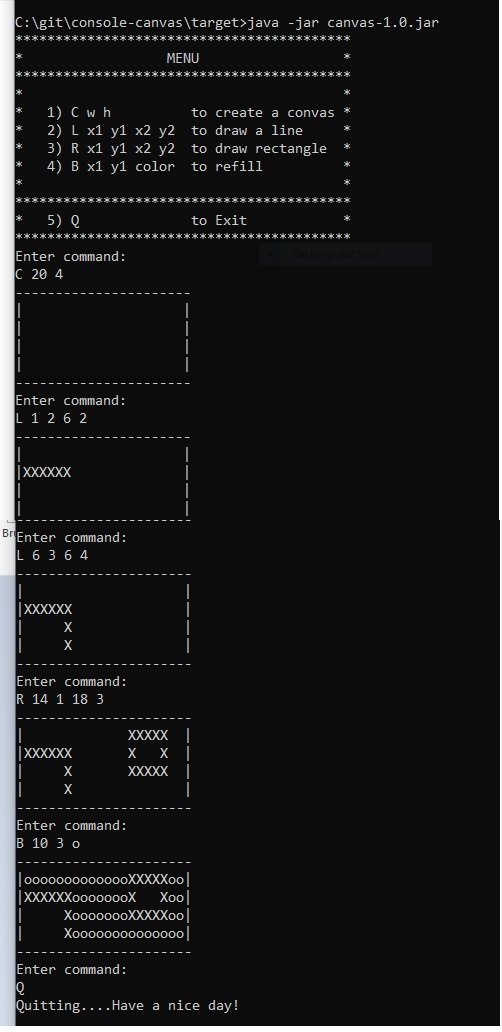 C:\git\console-canvas\target>java -jar canvas-1.0.jar
******************************************
*                  MENU                  *
******************************************
*                                        *
*   1) C w h          to create a convas *
*   2) L x1 y1 x2 y2  to draw a line     *
*   3) R x1 y1 x2 y2  to draw rectangle  *
*   4) B x1 y1 color  to refill          *
*                                        *
******************************************
*   5) Q              to Exit            *
******************************************
Enter command:
Rectangular Snip
C 20 4
----------------------
|                    |
|                    |
|                    |
|                    |
----------------------
Enter command:
L 1 2 6 2
----------------------
|                    |
|XXXXXX              |
|                    |
|                    |
----------------------
Enter command:
L 6 3 6 4
----------------------
|                    |
|XXXXXX              |
|     X              |
|     X              |
----------------------
Enter command:
R 14 1 18 3
----------------------
|             XXXXX  |
|XXXXXX       X   X  |
|     X       XXXXX  |
|     X              |
----------------------
Enter command:
B 10 3 o
----------------------
|oooooooooooooXXXXXoo|
|XXXXXXoooooooX   Xoo|
|     XoooooooXXXXXoo|
|     Xoooooooooooooo|
----------------------
Enter command:
Q
Quitting....Have a nice day!